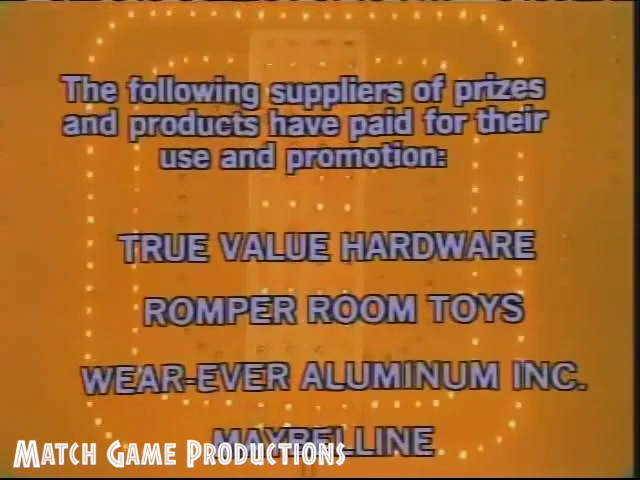 The following suppliers of prizes
and products have paid for their
use and promotion:
TRUE VALUE HARDWARE
ROMPER ROOM TOYS
WEAR-EVER ALUMINUM INC.
MAYBELLINE
MATCH GAME PRODUCTIONS